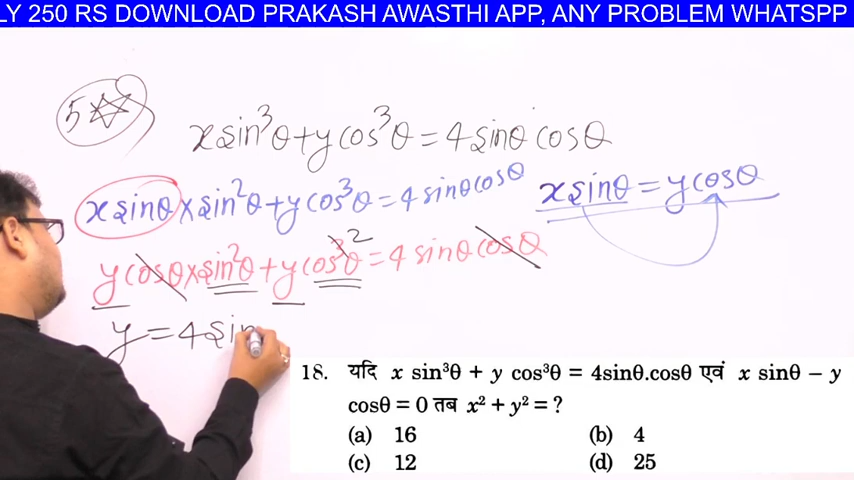 LY 250 RS DOWNLOAD PRAKASH AWASTHI APP, ANY PROBLEM WHATSPP
5
x sin³θ + y cos³θ = 4 sinθ cosθ
x sinθ × sin²θ + y cos³θ = 4 sinθ cosθ
x sinθ = y cosθ
y cosθ × sin²θ + y cos³θ 2 = 4 sinθ cosθ
y = 4 sin
18. यदि x sin³θ + y cos³θ = 4sinθ.cosθ एवं x sinθ – y
cosθ = 0 तब x² + y² = ?
(a) 16 (b) 4
(c) 12 (d) 25